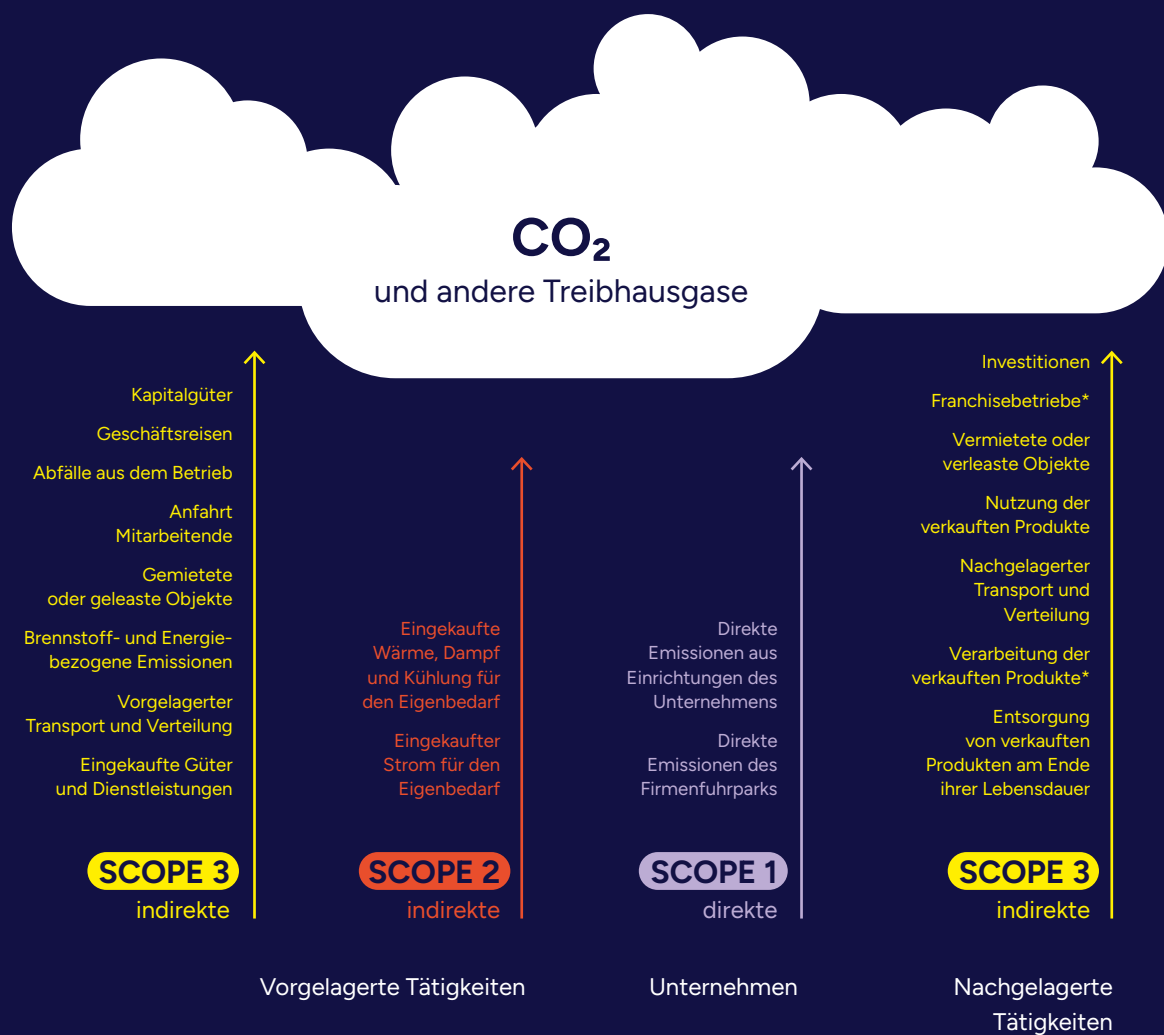 CO₂
und andere Treibhausgase
Kapitalgüter
Geschäftsreisen
Abfälle aus dem Betrieb
Anfahrt
Mitarbeitende
Gemietete
oder geleaste Objekte
Brennstoff- und Energie-
bezogene Emissionen
Vorgelagerter
Transport und Verteilung
Eingekaufte Güter
und Dienstleistungen
SCOPE 3
indirekte
Eingekaufte
Wärme, Dampf
und Kühlung für
den Eigenbedarf
Eingekaufter
Strom für den
Eigenbedarf
SCOPE 2
indirekte
Vorgelagerte Tätigkeiten
Direkte
Emissionen aus
Einrichtungen des
Unternehmens
Direkte
Emissionen des
Firmenfuhrparks
SCOPE 1
direkte
Unternehmen
Investitionen
Franchisebetriebe*
Vermietete oder
verleaste Objekte
Nutzung der
verkauften Produkte
Nachgelagerter
Transport und
Verteilung
Verarbeitung der
verkauften Produkte*
Entsorgung
von verkauften
Produkten am Ende
ihrer Lebensdauer
SCOPE 3
indirekte
Nachgelagerte
Tätigkeiten